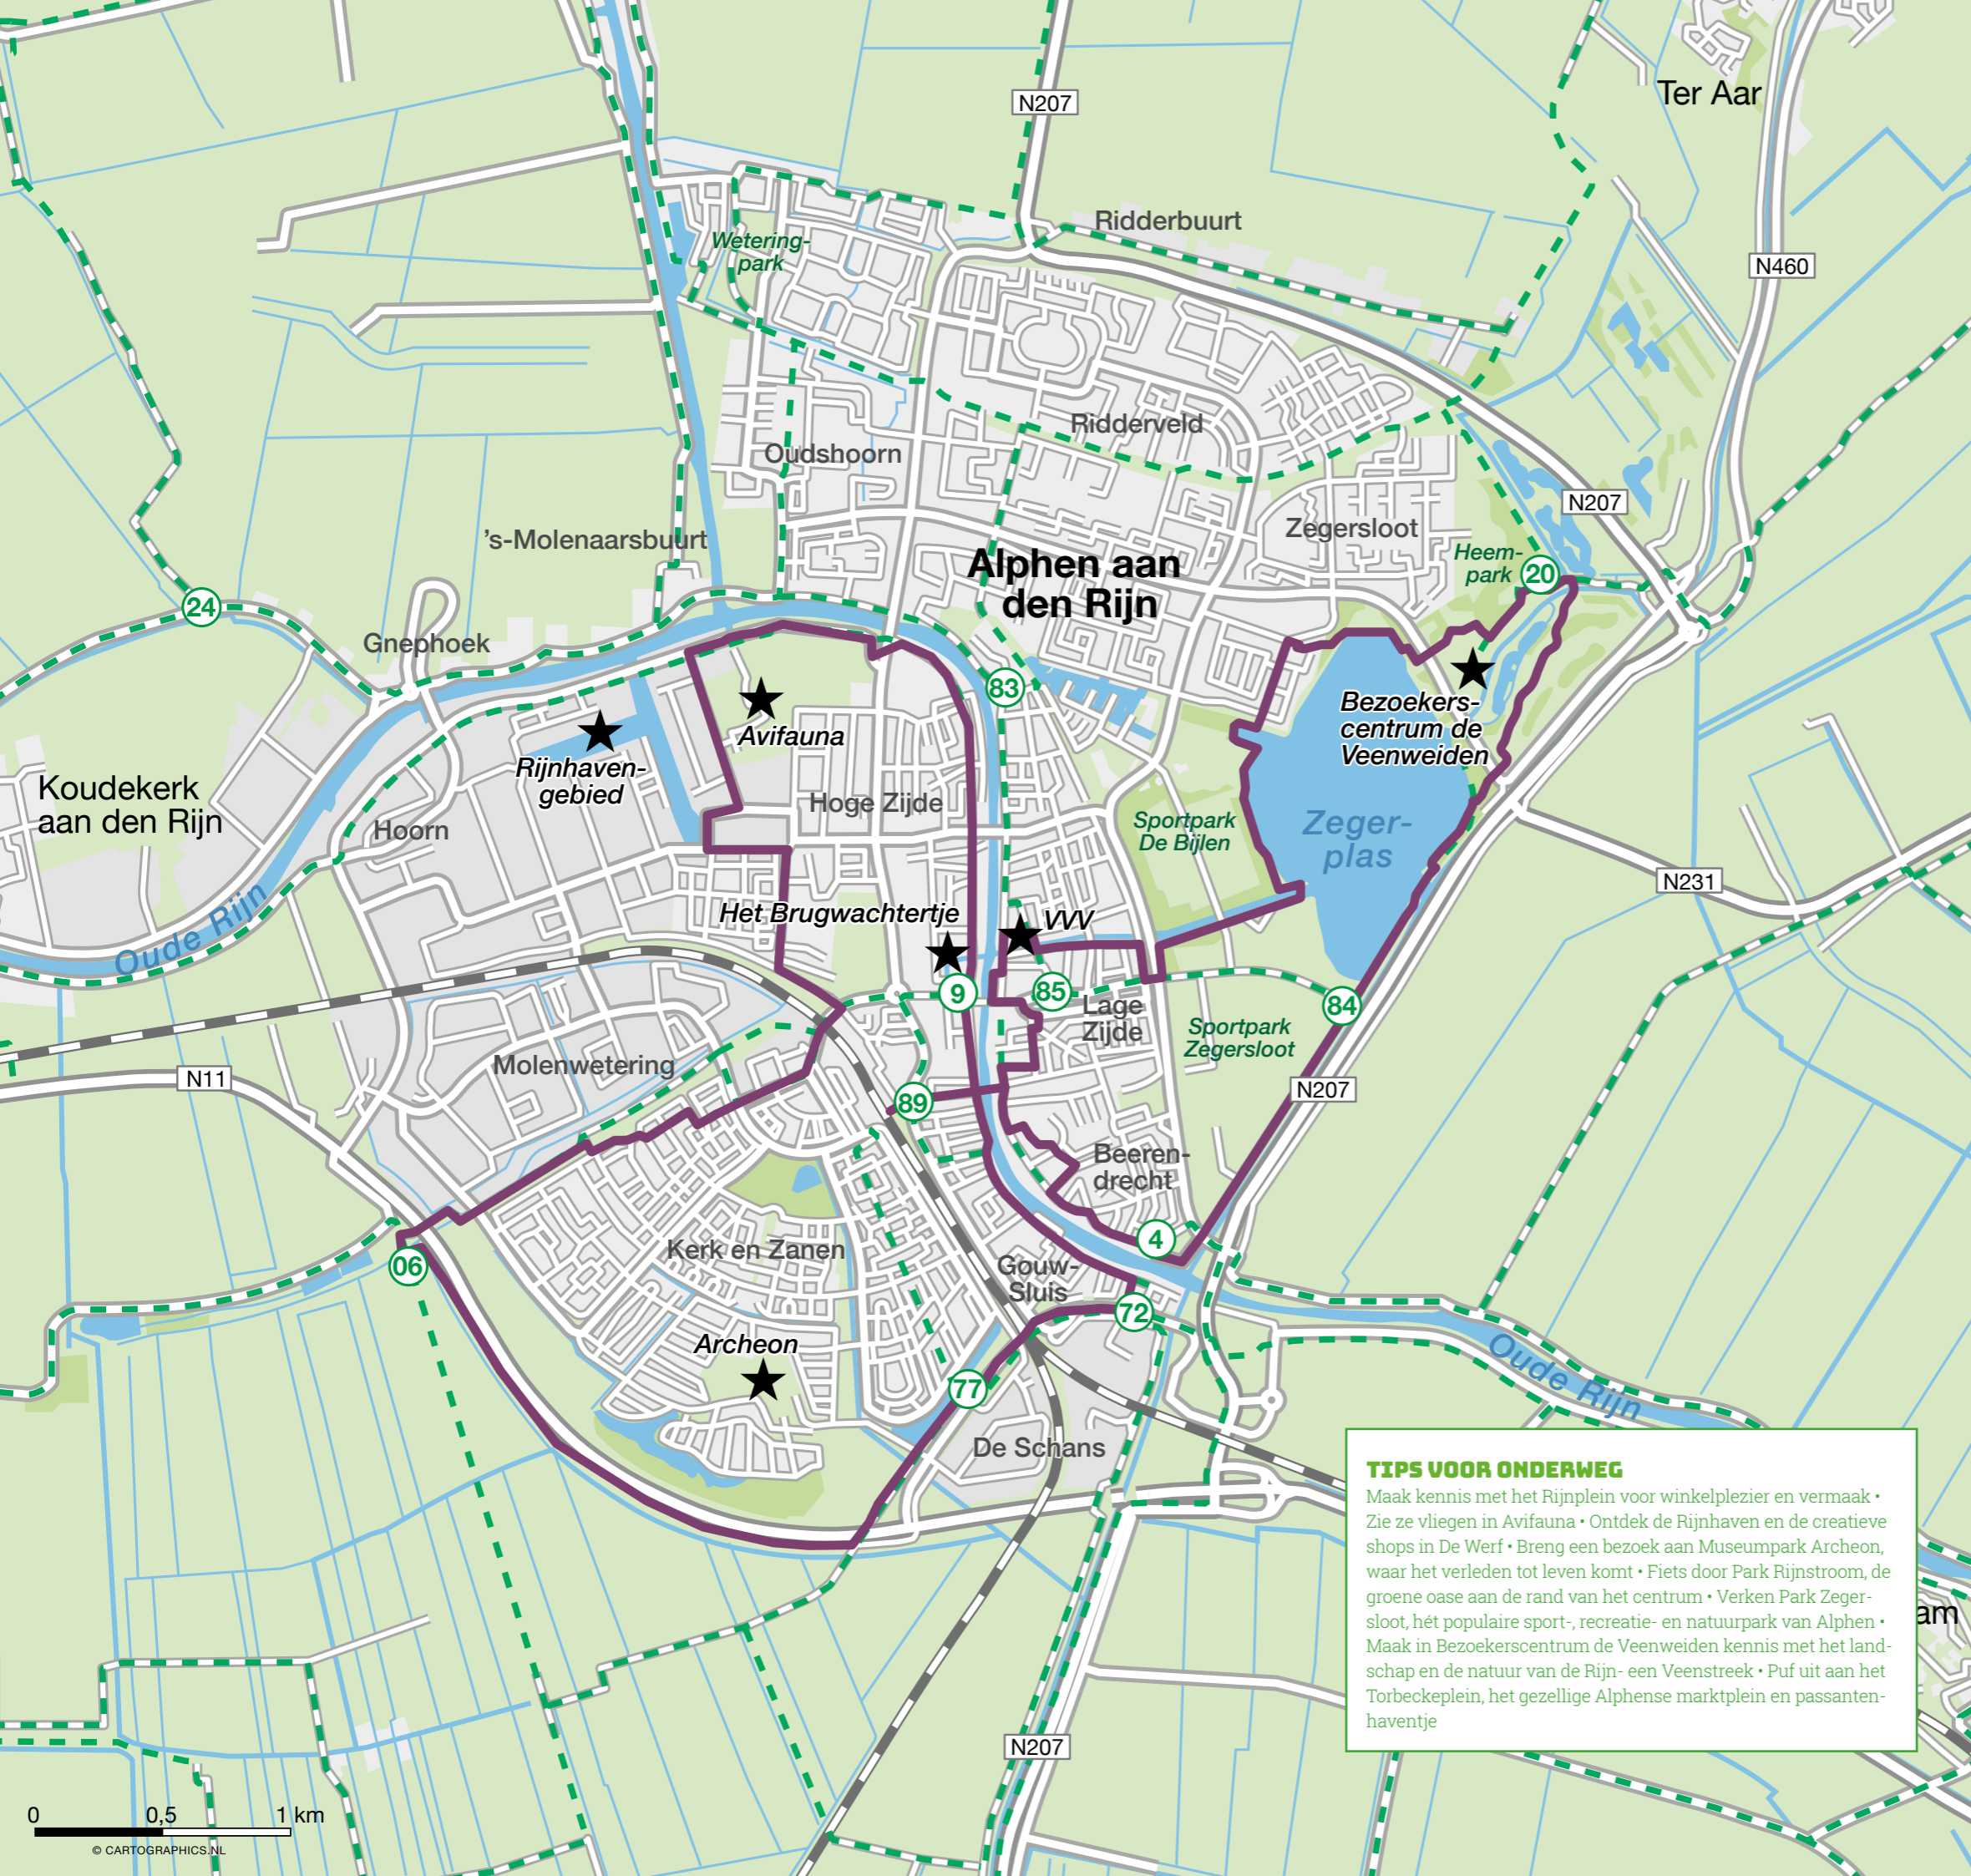 Ter Aar
N207
Ridderbuurt
N460
Wetering-
park
Ridderveld
Oudshoorn
N207
Zegersloot
's-Molenaarsbuurt
Heem-
park
20
Alphen aan
den Rijn
24
Gnephoek
83
Bezoekers-
centrum de
Veenweiden
Avifauna
Rijnhaven-
gebied
Koudekerk
aan den Rijn
Hoge Zijde
Hoorn
Sportpark
De Bijlen
Zeger-
plas
N231
Het Brugwachtertje
VVV
Oude Rijn
9
85
Lage
Zijde
84
Sportpark
Zegersloot
Molenwetering
N11
N207
89
Beeren-
drecht
4
Kerk en Zanen
06
Gouw-
Sluis
72
Archeon
77
Oude Rijn
De Schans
TIPS VOOR ONDERWEG
Maak kennis met het Rijnplein voor winkelplezier en vermaak •
Zie ze vliegen in Avifauna • Ontdek de Rijnhaven en de creatieve
shops in De Werf • Breng een bezoek aan Museumpark Archeon,
waar het verleden tot leven komt • Fiets door Park Rijnstroom, de
groene oase aan de rand van het centrum • Verken Park Zeger-
sloot, hét populaire sport-, recreatie- en natuurpark van Alphen •
Maak in Bezoekerscentrum de Veenweiden kennis met het land-
schap en de natuur van de Rijn- een Veenstreek • Puf uit aan het
Torbeckeplein, het gezellige Alphense marktplein en passanten-
haventje
am
N207
0 0,5 1 km
© CARTOGRAPHICS.NL